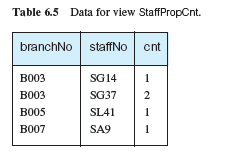 Table 6.5 Data for view StaffPropCnt.
branchNo staffNo cnt
B003 SG14 1
B003 SG37 2
B005 SL41 1
B007 SA9 1